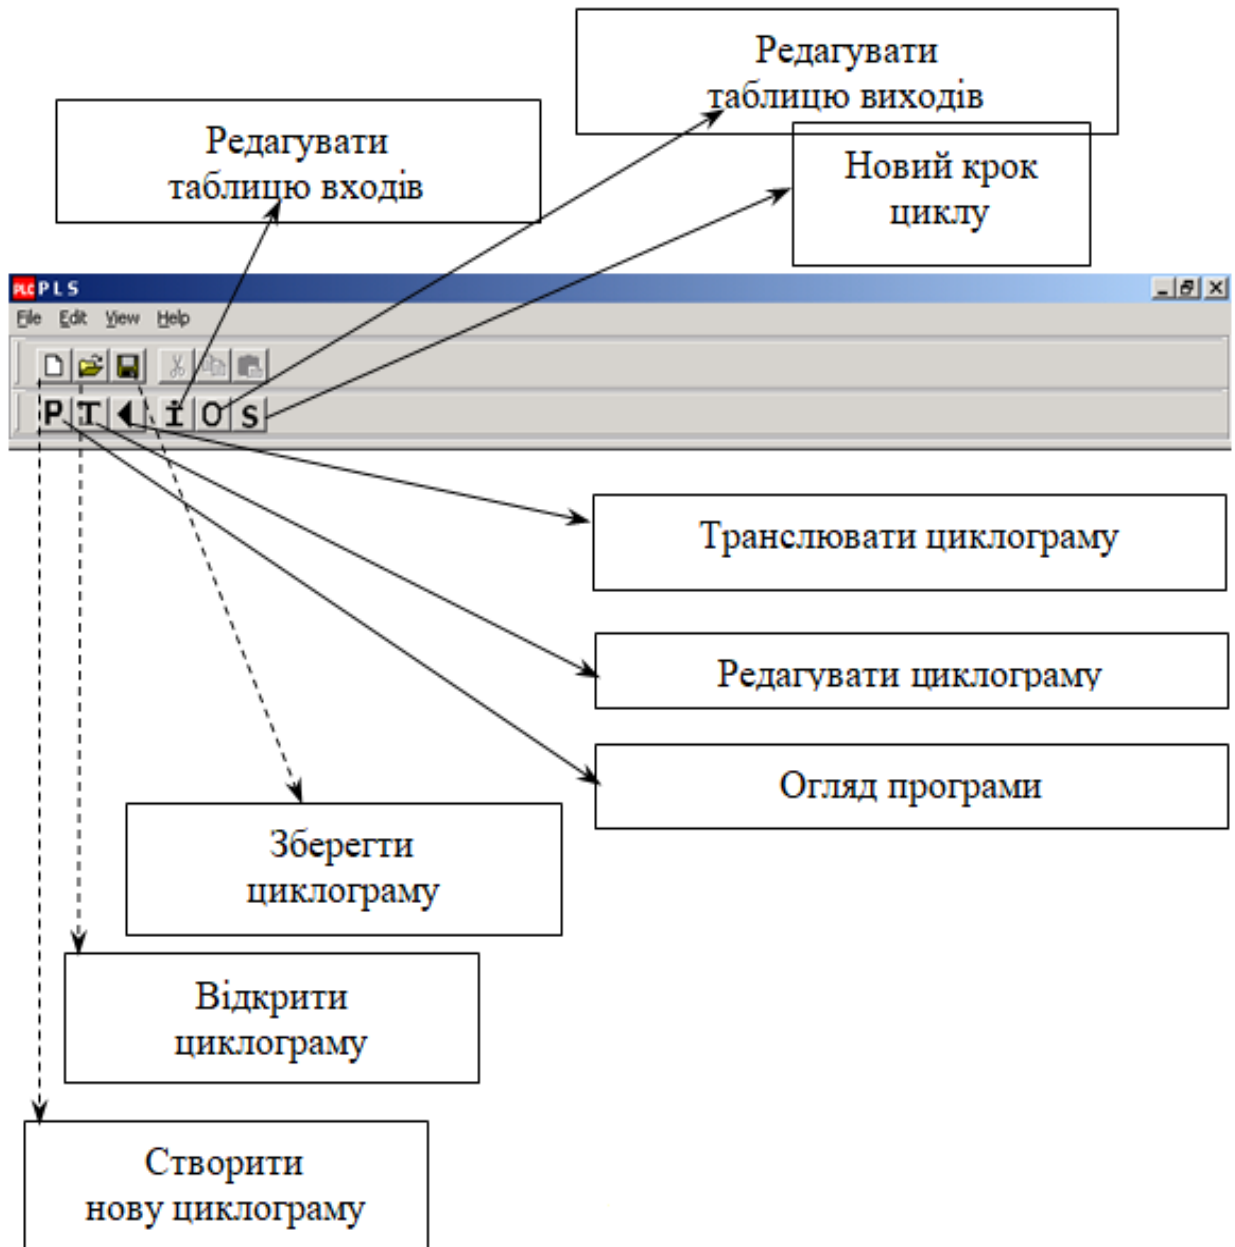 Редагувати
таблицю виходів
Редагувати
таблицю входів
Новий крок
циклу
PLC P L S
File Edit View Help
P T I O S
Транслювати циклограму
Редагувати циклограму
Огляд програми
Зберегти
циклограму
Відкрити
циклограму
Створити
нову циклограму